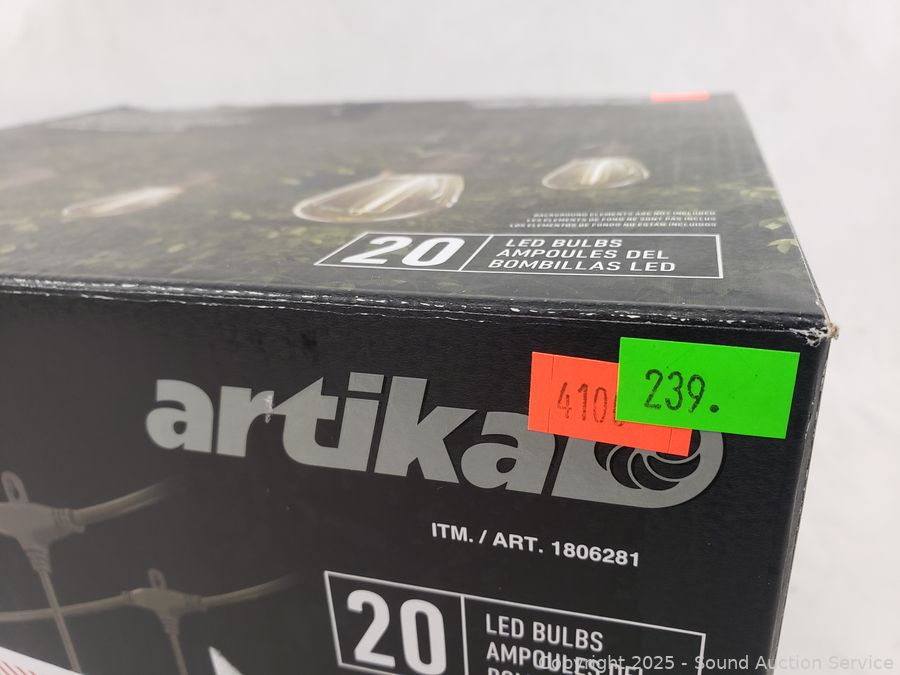 BACKGROUND ELEMENTS ARE NOT INCLUDED
LES ELEMENTS DE FOND NE SONT PAS INCLUS
LOS ELEMENTOS DE FONDO NO ESTAN INCLUIDOS
20
LED BULBS
AMPOULES DEL
BOMBILLAS LED
410
239.
artika
ITM. / ART. 1806281
20
LED BULBS
AMPOULES DEL
Copyright 2025 - Sound Auction Service